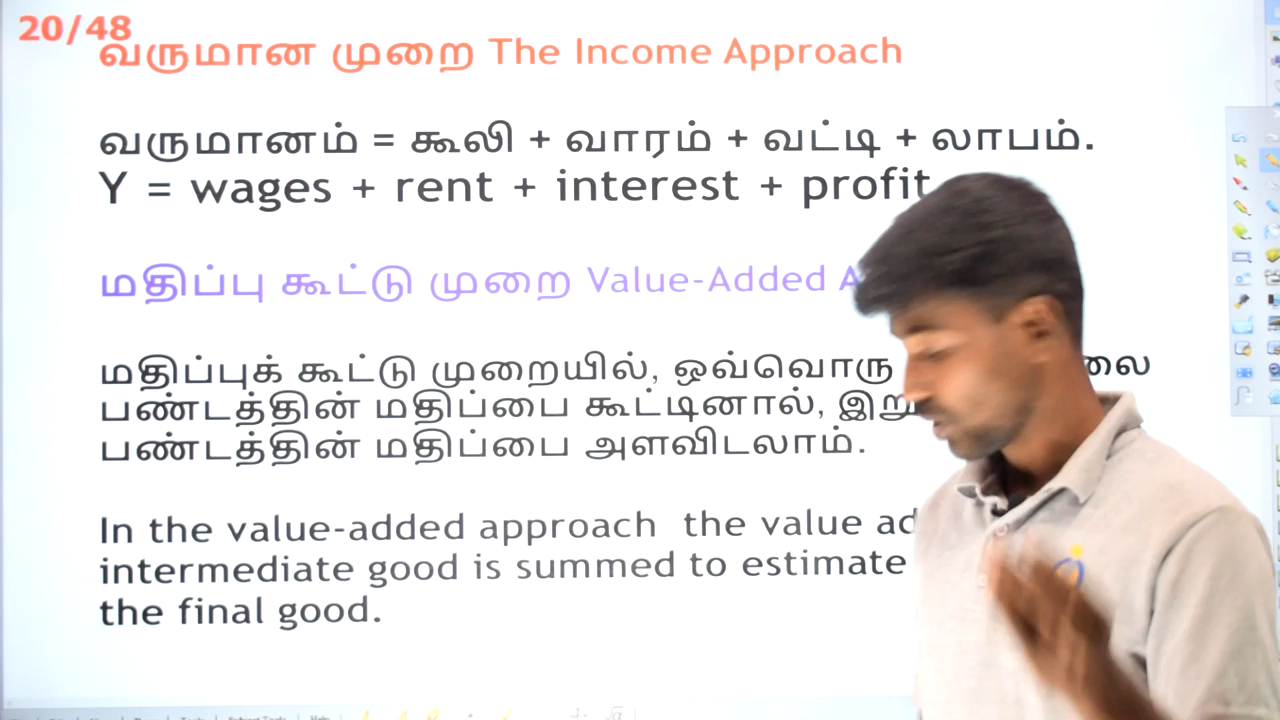 20/48
வருமான முறை The Income Approach
வருமானம் = கூலி + வாரம் + வட்டி + லாபம்.
Y = wages + rent + interest + profit
மதிப்பு கூட்டு முறை Value-Added
மதிப்புக் கூட்டு முறையில், ஒவ்வொரு
பண்டத்தின் மதிப்பை கூட்டினால்,
பண்டத்தின் மதிப்பை அளவிடலாம்.
In the value-added approach the value
intermediate good is summed to estimate
the final good.